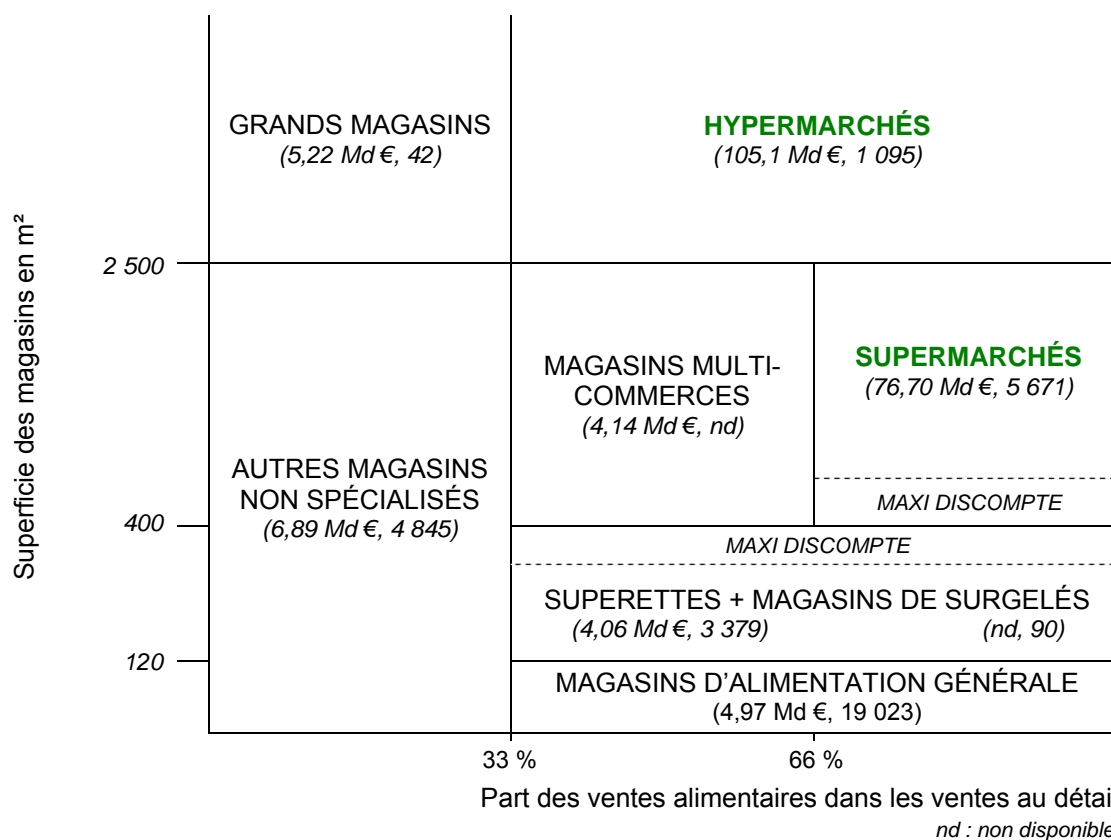 GRANDS MAGASINS
(5,22 Md €, 42)
HYPERMARCHÉS
(105,1 Md €, 1 095)
Superficie des magasins en m²
2 500
MAGASINS MULTI-
COMMERCES
(4,14 Md €, nd)
SUPERMARCHÉS
(76,70 Md €, 5 671)
AUTRES MAGASINS
NON SPÉCIALISÉS
(6,89 Md €, 4 845)
MAXI DISCOMPTE
400
MAXI DISCOMPTE
SUPERETTES + MAGASINS DE SURGELÉS
(4,06 Md €, 3 379) (nd, 90)
120
MAGASINS D'ALIMENTATION GÉNÉRALE
(4,97 Md €, 19 023)
33 % 66 %
Part des ventes alimentaires dans les ventes au détai
nd : non disponible